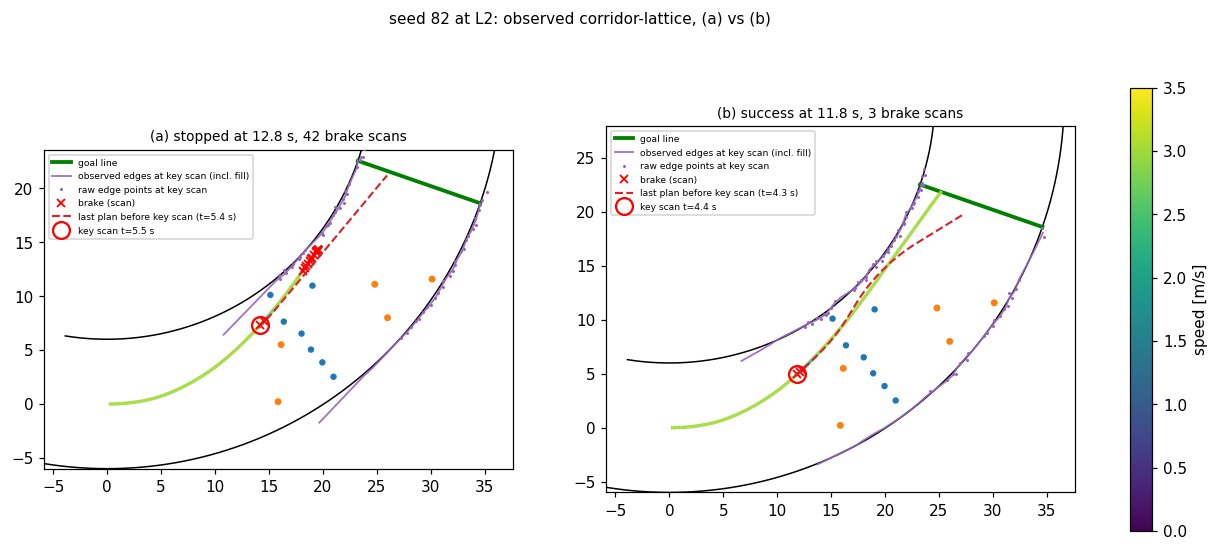 seed 82 at L2: observed corridor-lattice, (a) vs (b)
(a) stopped at 12.8 s, 42 brake scans
goal line
observed edges at key scan (incl. fill)
raw edge points at key scan
brake (scan)
last plan before key scan (t=5.4 s)
key scan t=5.5 s
20
15
10
5
0
−5
−5 0 5 10 15 20 25 30 35
(b) success at 11.8 s, 3 brake scans
goal line
observed edges at key scan (incl. fill)
raw edge points at key scan
brake (scan)
last plan before key scan (t=4.3 s)
key scan t=4.4 s
25
20
15
10
5
0
−5
−5 0 5 10 15 20 25 30 35
3.5
3.0
2.5
2.0
1.5
1.0
0.5
0.0
speed [m/s]